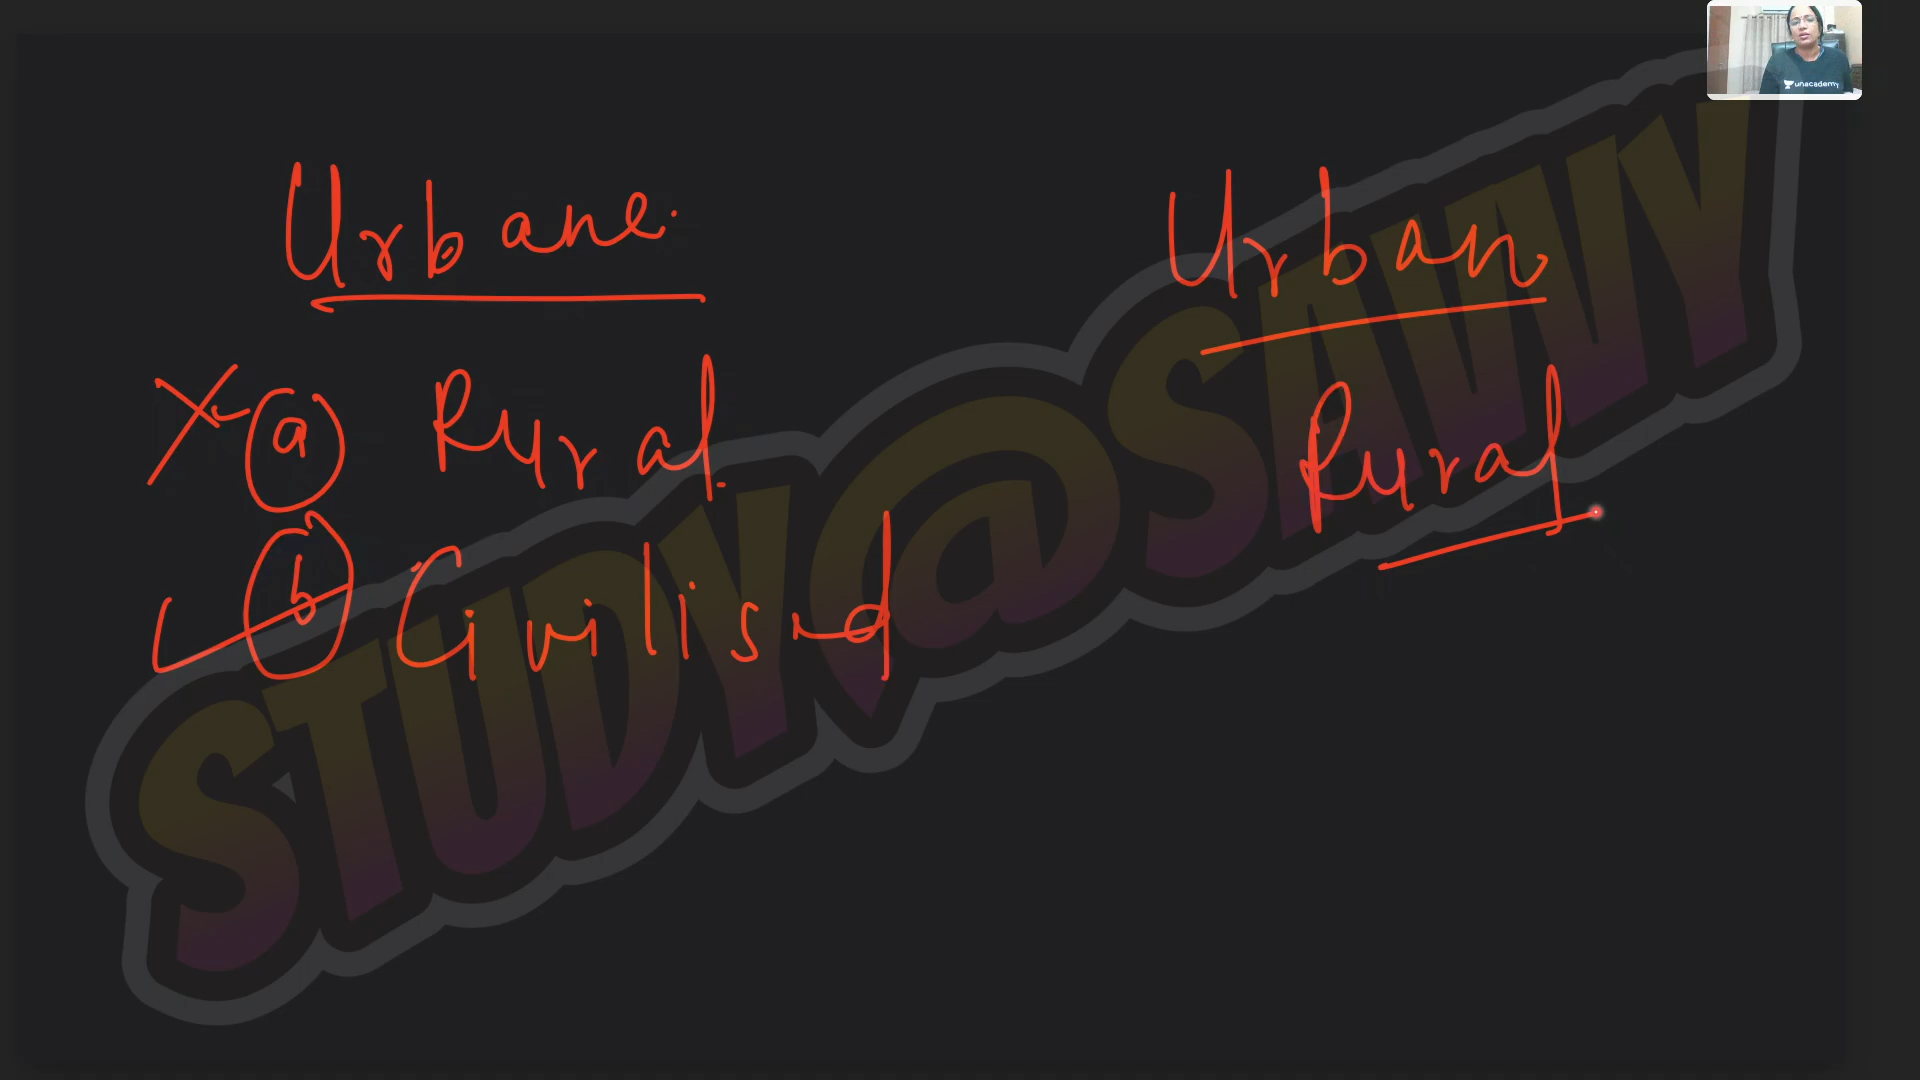 Urbane.
Urban
X (a) Rural.
Rural
(b) Civilised
STUDY@SAVVY
unacademy